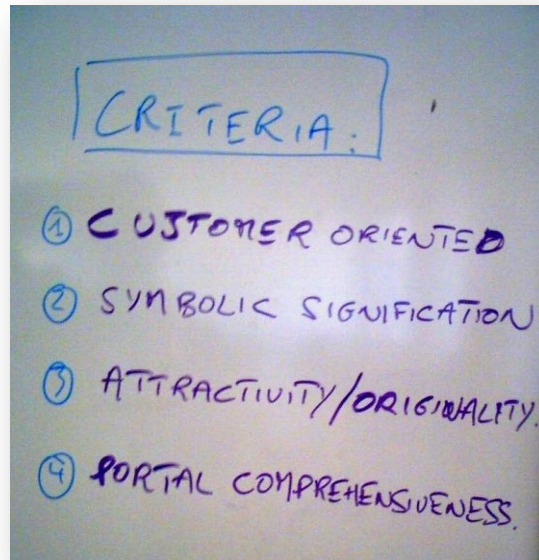 CRITERIA:
1 CUSTOMER ORIENTED
2 SYMBOLIC SIGNIFICATION
3 ATTRACTIVITY/ORIGINALITY.
4 PORTAL COMPREHENSIVENESS.